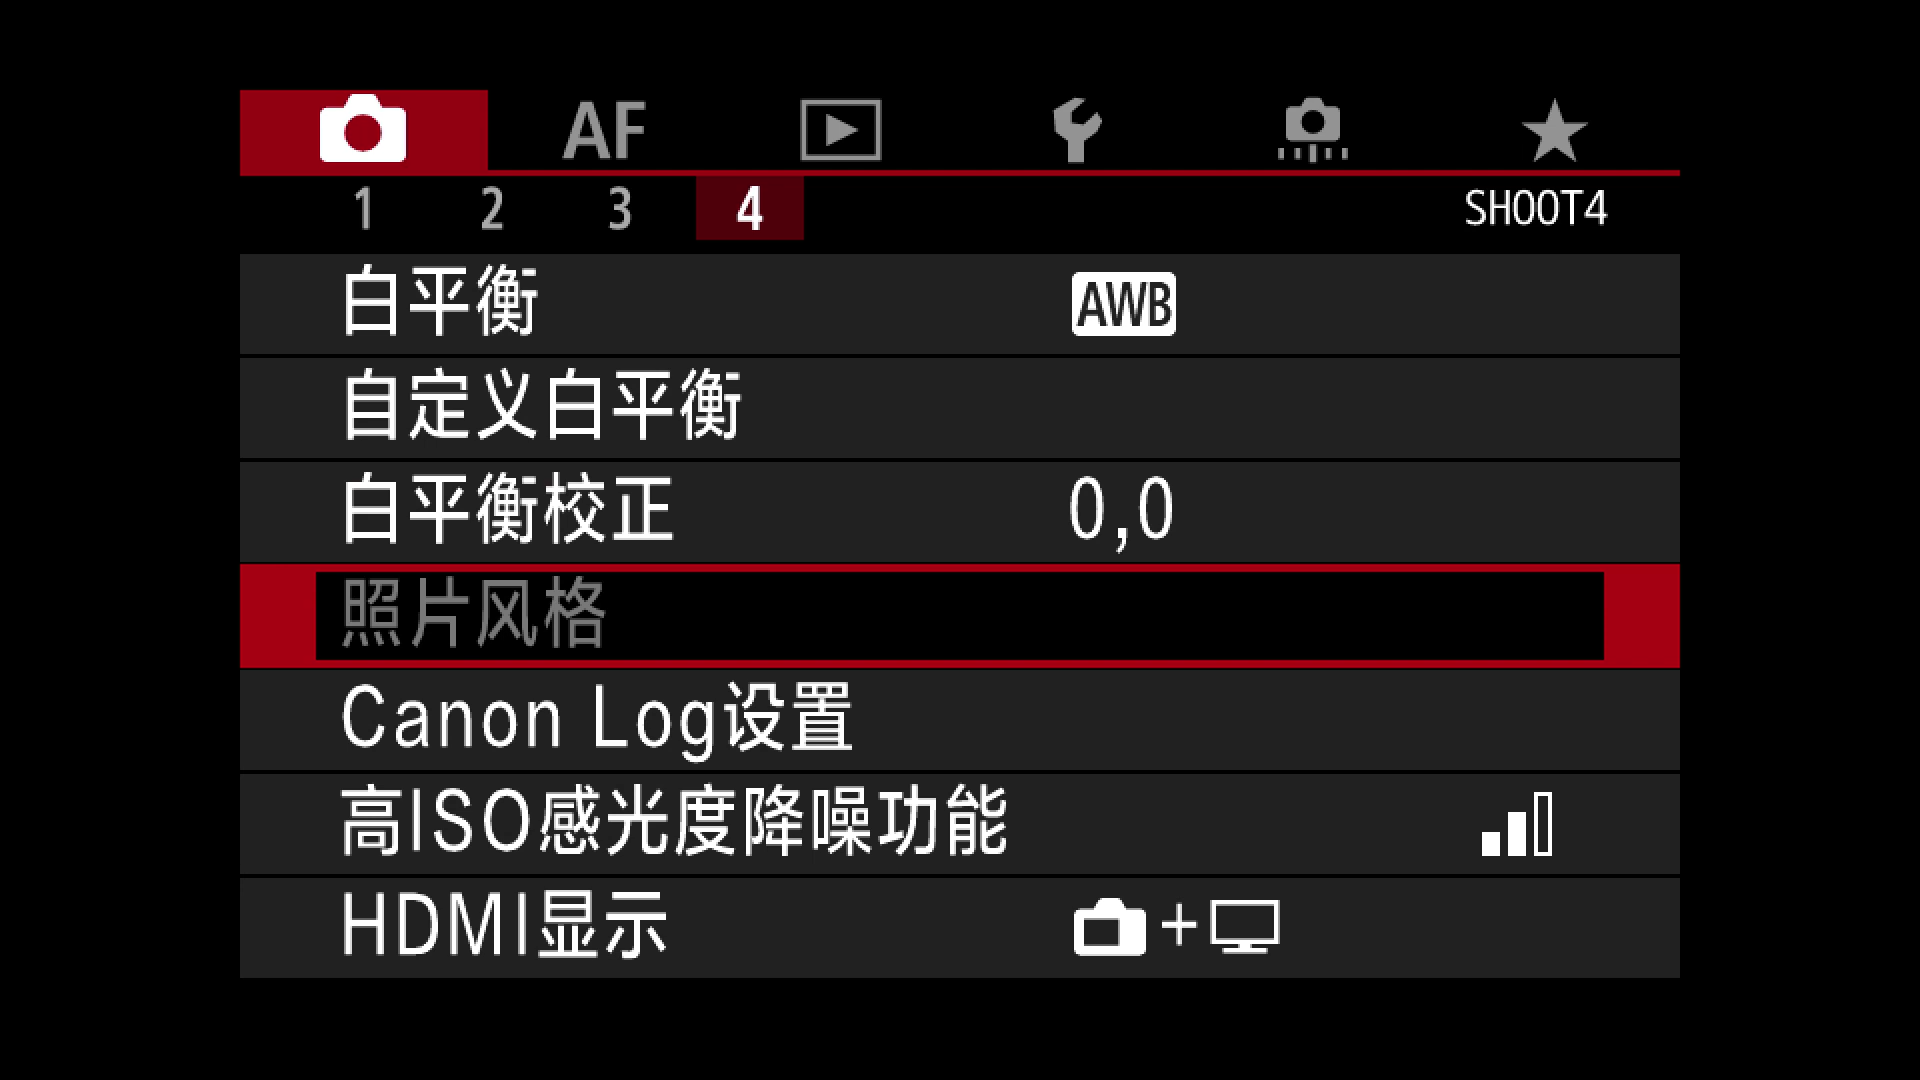 AF
1 2 3 4 SHOOT4
白平衡 AWB
自定义白平衡
白平衡校正 0,0
照片风格
Canon Log设置
高ISO感光度降噪功能
HDMI显示 +